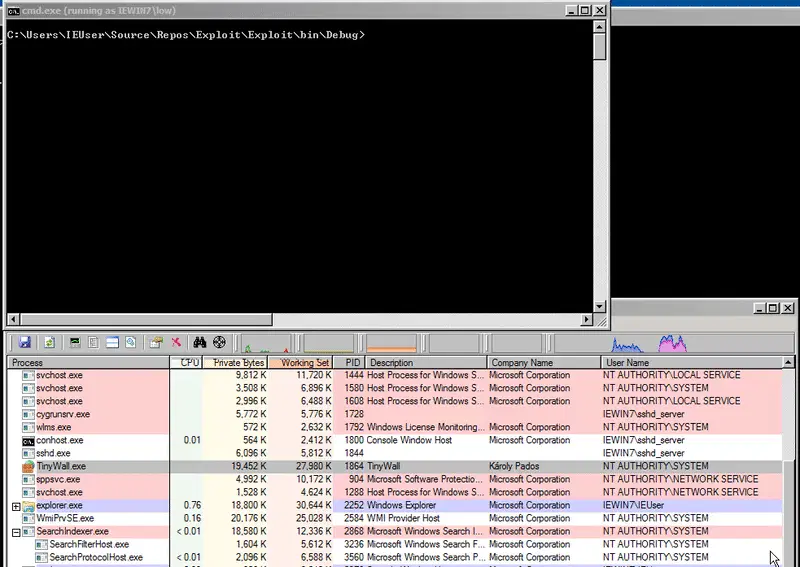 cmd.exe (running as IEWIN7\low)
C:\Users\IEUser\Source\Repos\Exploit\Exploit\bin\Debug>
Process CPU Private Bytes Working Set PID Description Company Name User Name
svchost.exe 9,812 K 11,720 K 1444 Host Process for Windows S... Microsoft Corporation NT AUTHORITY\LOCAL SERVICE
svchost.exe 3,508 K 6,896 K 1580 Host Process for Windows S... Microsoft Corporation NT AUTHORITY\SYSTEM
svchost.exe 2,996 K 6,488 K 1608 Host Process for Windows S... Microsoft Corporation NT AUTHORITY\LOCAL SERVICE
cygrunsrv.exe 5,772 K 5,776 K 1728 IEWIN7\sshd_server
wlms.exe 572 K 2,632 K 1792 Windows License Monitoring... Microsoft Corporation NT AUTHORITY\SYSTEM
conhost.exe 0.01 564 K 2,412 K 1800 Console Window Host Microsoft Corporation IEWIN7\sshd_server
sshd.exe 6,096 K 5,812 K 1844 IEWIN7\sshd_server
TinyWall.exe 19,452 K 27,980 K 1864 TinyWall Károly Pados NT AUTHORITY\SYSTEM
sppsvc.exe 4,992 K 10,172 K 904 Microsoft Software Protectio... Microsoft Corporation NT AUTHORITY\NETWORK SERVICE
svchost.exe 1,528 K 4,624 K 1288 Host Process for Windows S... Microsoft Corporation NT AUTHORITY\NETWORK SERVICE
explorer.exe 0.76 18,800 K 30,644 K 2252 Windows Explorer Microsoft Corporation IEWIN7\IEUser
WmiPrvSE.exe 0.16 20,176 K 25,028 K 2584 WMI Provider Host Microsoft Corporation NT AUTHORITY\SYSTEM
SearchIndexer.exe < 0.01 18,580 K 12,336 K 2868 Microsoft Windows Search I... Microsoft Corporation NT AUTHORITY\SYSTEM
SearchFilterHost.exe 1,604 K 5,612 K 3236 Microsoft Windows Search F... Microsoft Corporation NT AUTHORITY\SYSTEM
SearchProtocolHost.exe < 0.01 2,096 K 6,588 K 3560 Microsoft Windows Search P... Microsoft Corporation NT AUTHORITY\SYSTEM